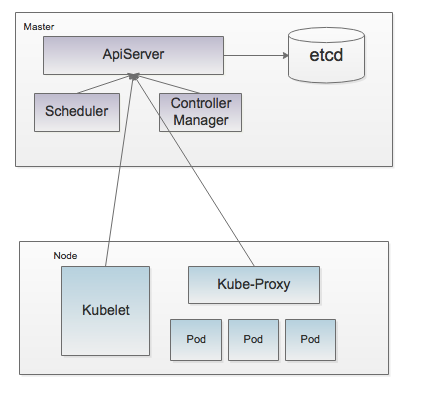 Master
ApiServer
etcd
Scheduler
Controller
Manager
Node
Kubelet
Kube-Proxy
Pod
Pod
Pod